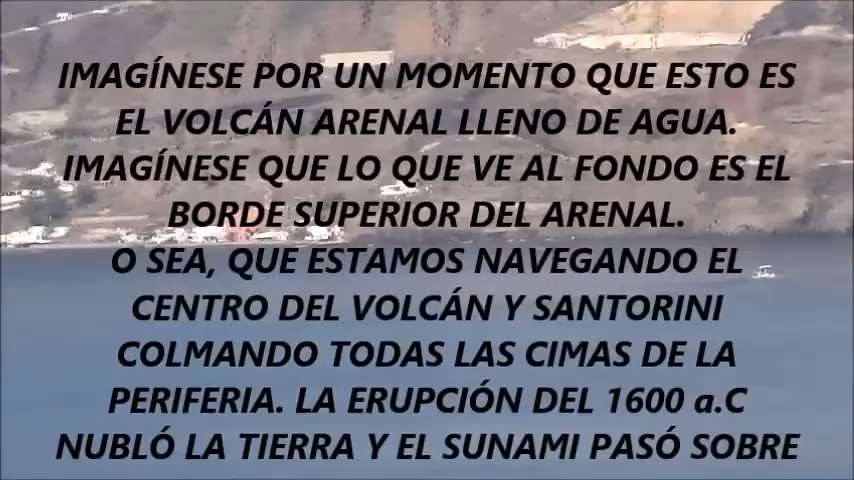 IMAGÍNESE POR UN MOMENTO QUE ESTO ES
EL VOLCÁN ARENAL LLENO DE AGUA.
IMAGÍNESE QUE LO QUE VE AL FONDO ES EL
BORDE SUPERIOR DEL ARENAL.
O SEA, QUE ESTAMOS NAVEGANDO EL
CENTRO DEL VOLCÁN Y SANTORINI
COLMANDO TODAS LAS CIMAS DE LA
PERIFERIA. LA ERUPCIÓN DEL 1600 a.C
NUBLÓ LA TIERRA Y EL SUNAMI PASÓ SOBRE